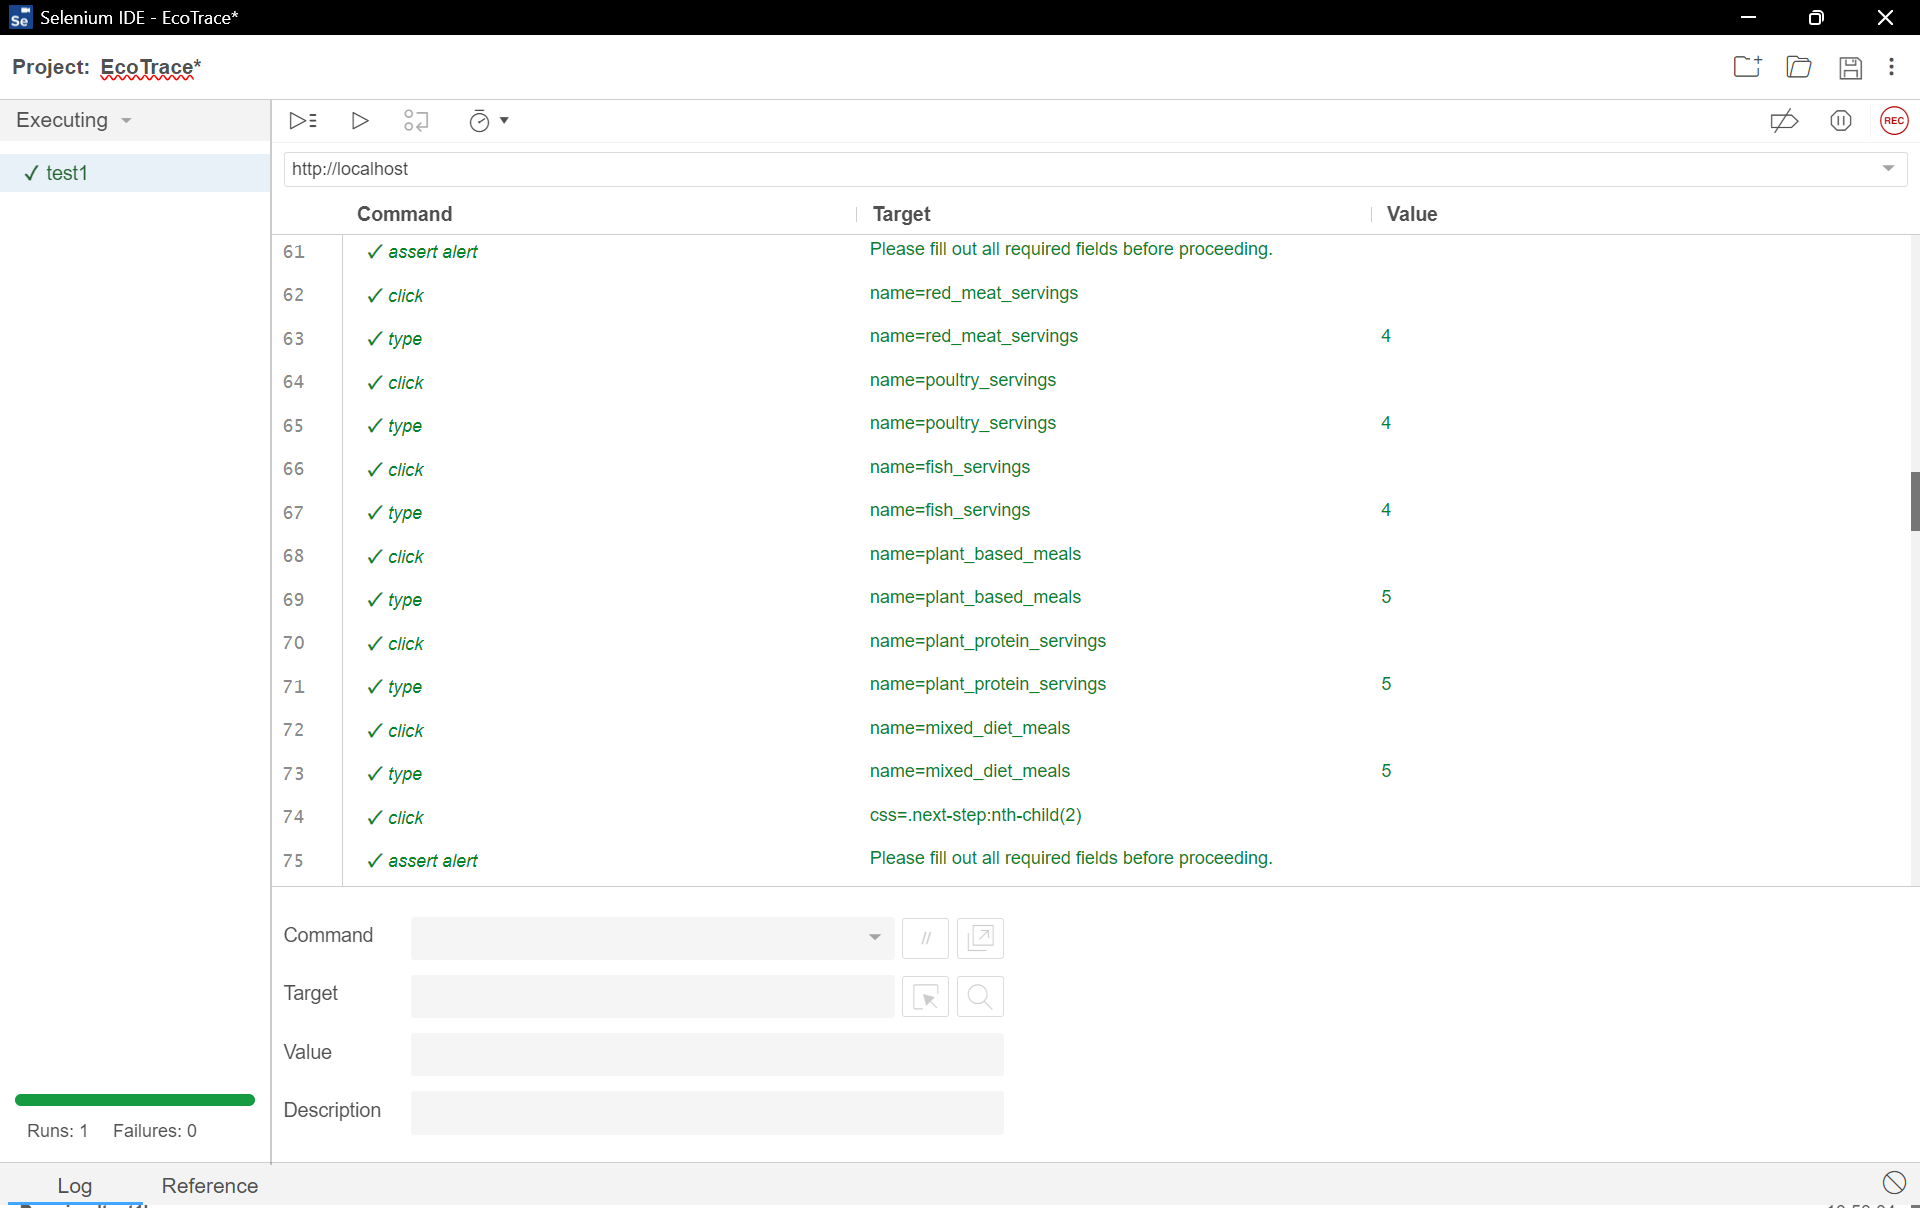 Selenium IDE - EcoTrace*
Project: EcoTrace*
Executing
REC
✓ test1
http://localhost
Command Target Value
61 ✓ assert alert Please fill out all required fields before proceeding.
62 ✓ click name=red_meat_servings
63 ✓ type name=red_meat_servings 4
64 ✓ click name=poultry_servings
65 ✓ type name=poultry_servings 4
66 ✓ click name=fish_servings
67 ✓ type name=fish_servings 4
68 ✓ click name=plant_based_meals
69 ✓ type name=plant_based_meals 5
70 ✓ click name=plant_protein_servings
71 ✓ type name=plant_protein_servings 5
72 ✓ click name=mixed_diet_meals
73 ✓ type name=mixed_diet_meals 5
74 ✓ click css=.next-step:nth-child(2)
75 ✓ assert alert Please fill out all required fields before proceeding.
Command //
Target
Value
Description
Runs: 1 Failures: 0
Log Reference